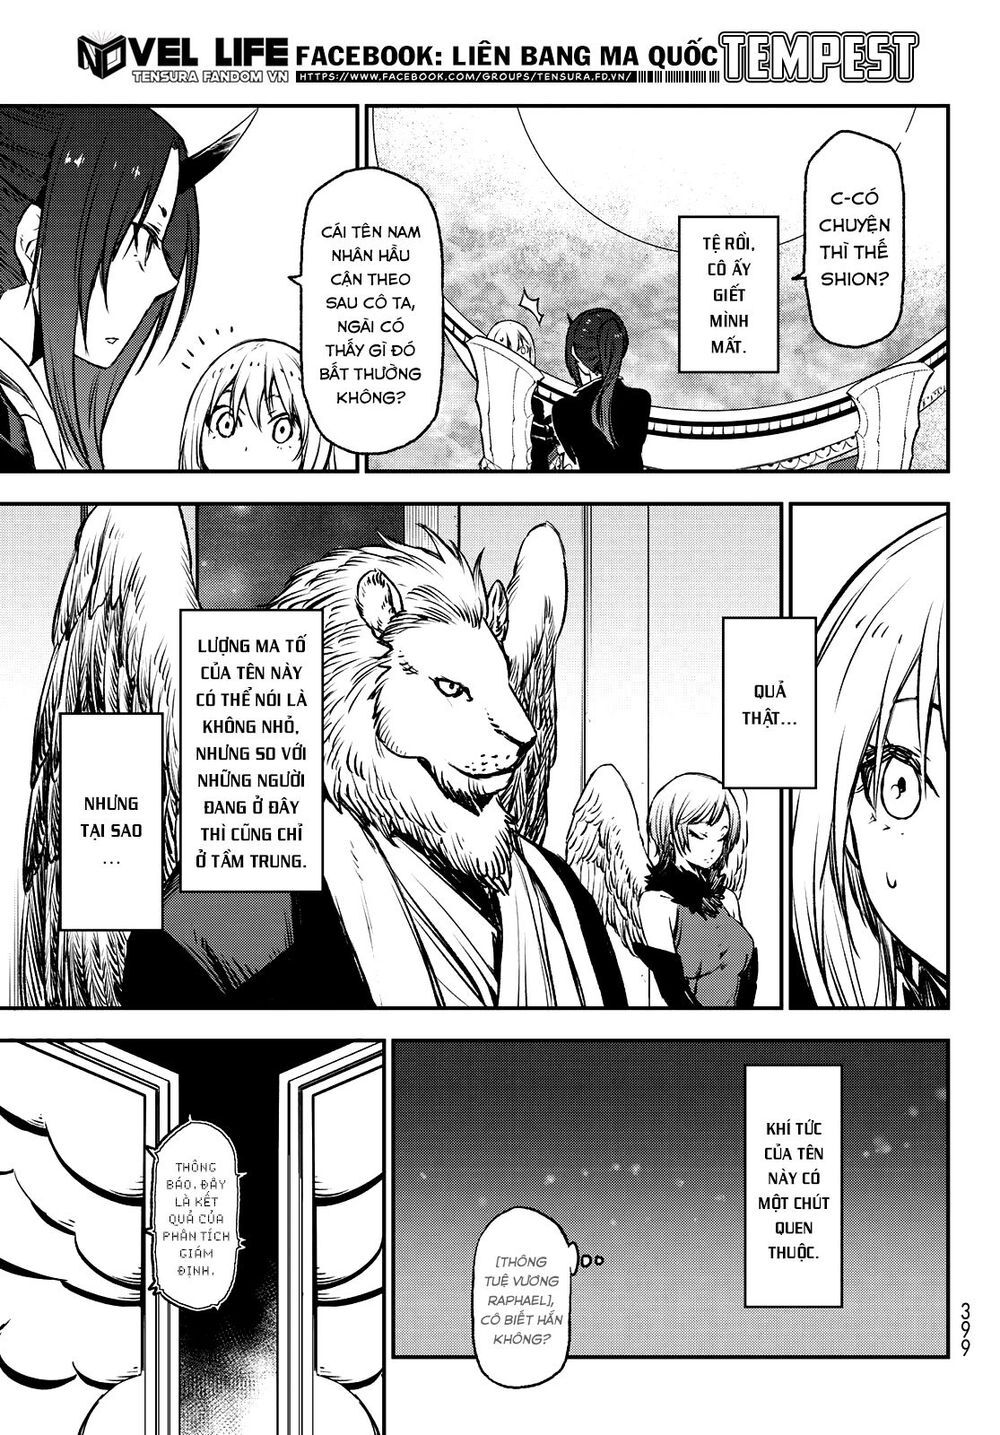 NOVEL LIFE FACEBOOK: LIÊN BANG MA QUỐC TEMPEST
TENSURA FANDOM VN HTTPS://WWW.FACEBOOK.COM/GROUPS/TENSURA.FD.VN/
C-CÓ
CHUYỆN
THÌ THẾ
SHION?
TỆ RỒI,
CÔ ẤY
GIẾT
MÌNH
MẤT.
CÁI TÊN NAM
NHÂN HẦU
CẬN THEO
SAU CÔ TA,
NGÀI CÓ
THẤY GÌ ĐÓ
BẤT THƯỜNG
KHÔNG?
QUẢ
THẬT...
LƯỢNG MA TỐ
CỦA TÊN NÀY
CÓ THỂ NÓI LÀ
KHÔNG NHỎ,
NHƯNG SO VỚI
NHỮNG NGƯỜI
ĐANG Ở ĐÂY
THÌ CŨNG CHỈ
Ở TẦM TRUNG.
NHƯNG
TẠI SAO
...
KHÍ TỨC
CỦA TÊN
NÀY CÓ
MỘT CHÚT
QUEN
THUỘC.
[THÔNG
TUỆ VƯƠNG
RAPHAEL],
CÔ BIẾT HẮN
KHÔNG?
THÔNG
BÁO. ĐÂY
LÀ KẾT
QUẢ CỦA
PHÂN TÍCH
GIÁM
ĐỊNH.
399